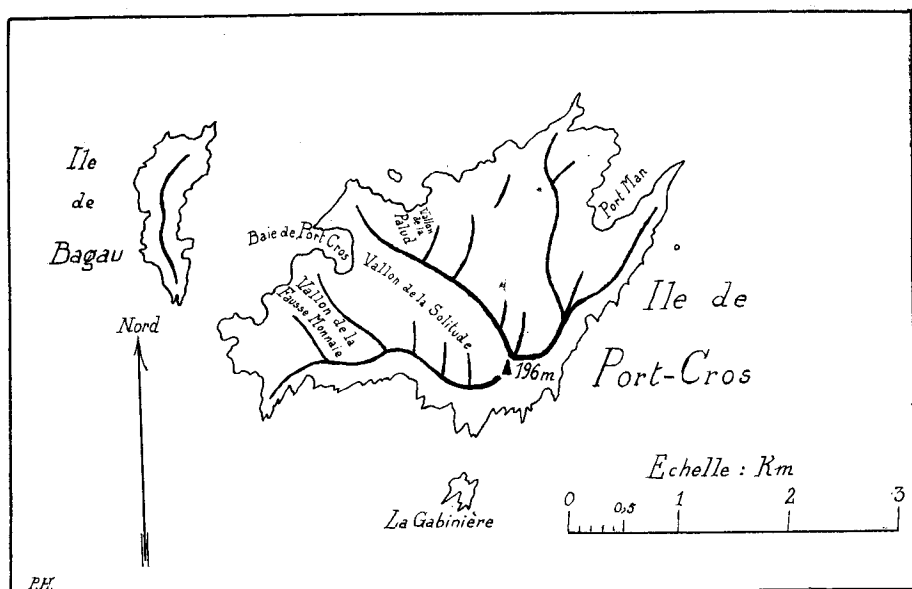 Ile
de
Bagau
Nord
Baie de Port Cros
Vallon
de la
Palud
Port Man
Vallon de la Solitude
Vallon de la
Fausse Monnaie
196m
Ile de
Port-Cros
La Gabinière
Echelle : Km
0 0,5 1 2 3
P.H.